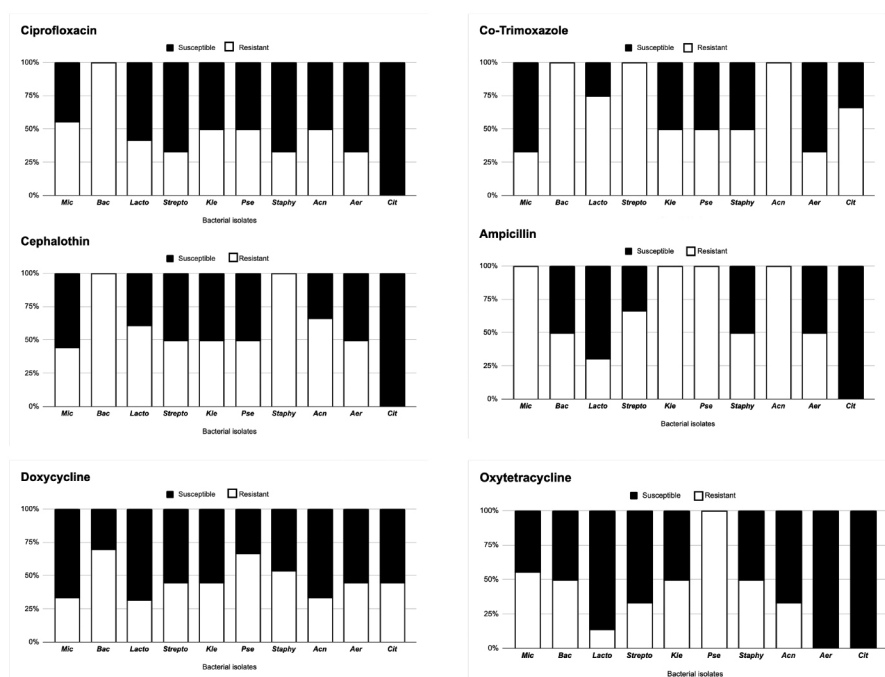 Ciprofloxacin
Susceptible Resistant
100%
75%
50%
25%
0%
Mic Bac Lacto Strepto Kle Pse Staphy Acn Aer Cit
Bacterial isolates
Co-Trimoxazole
Susceptible Resistant
100%
75%
50%
25%
0%
Mic Bac Lacto Strepto Kle Pse Staphy Acn Aer Cit
Cephalothin
Susceptible Resistant
100%
75%
50%
25%
0%
Mic Bac Lacto Strepto Kle Pse Staphy Acn Aer Cit
Bacterial isolates
Ampicillin
Susceptible Resistant
100%
75%
50%
25%
0%
Mic Bac Lacto Strepto Kle Pse Staphy Acn Aer Cit
Bacterial isolates
Doxycycline
Susceptible Resistant
100%
75%
50%
25%
0%
Mic Bac Lacto Strepto Kle Pse Staphy Acn Aer Cit
Bacterial isolates
Oxytetracycline
Susceptible Resistant
100%
75%
50%
25%
0%
Mic Bac Lacto Strepto Kle Pse Staphy Acn Aer Cit
Bacterial isolates